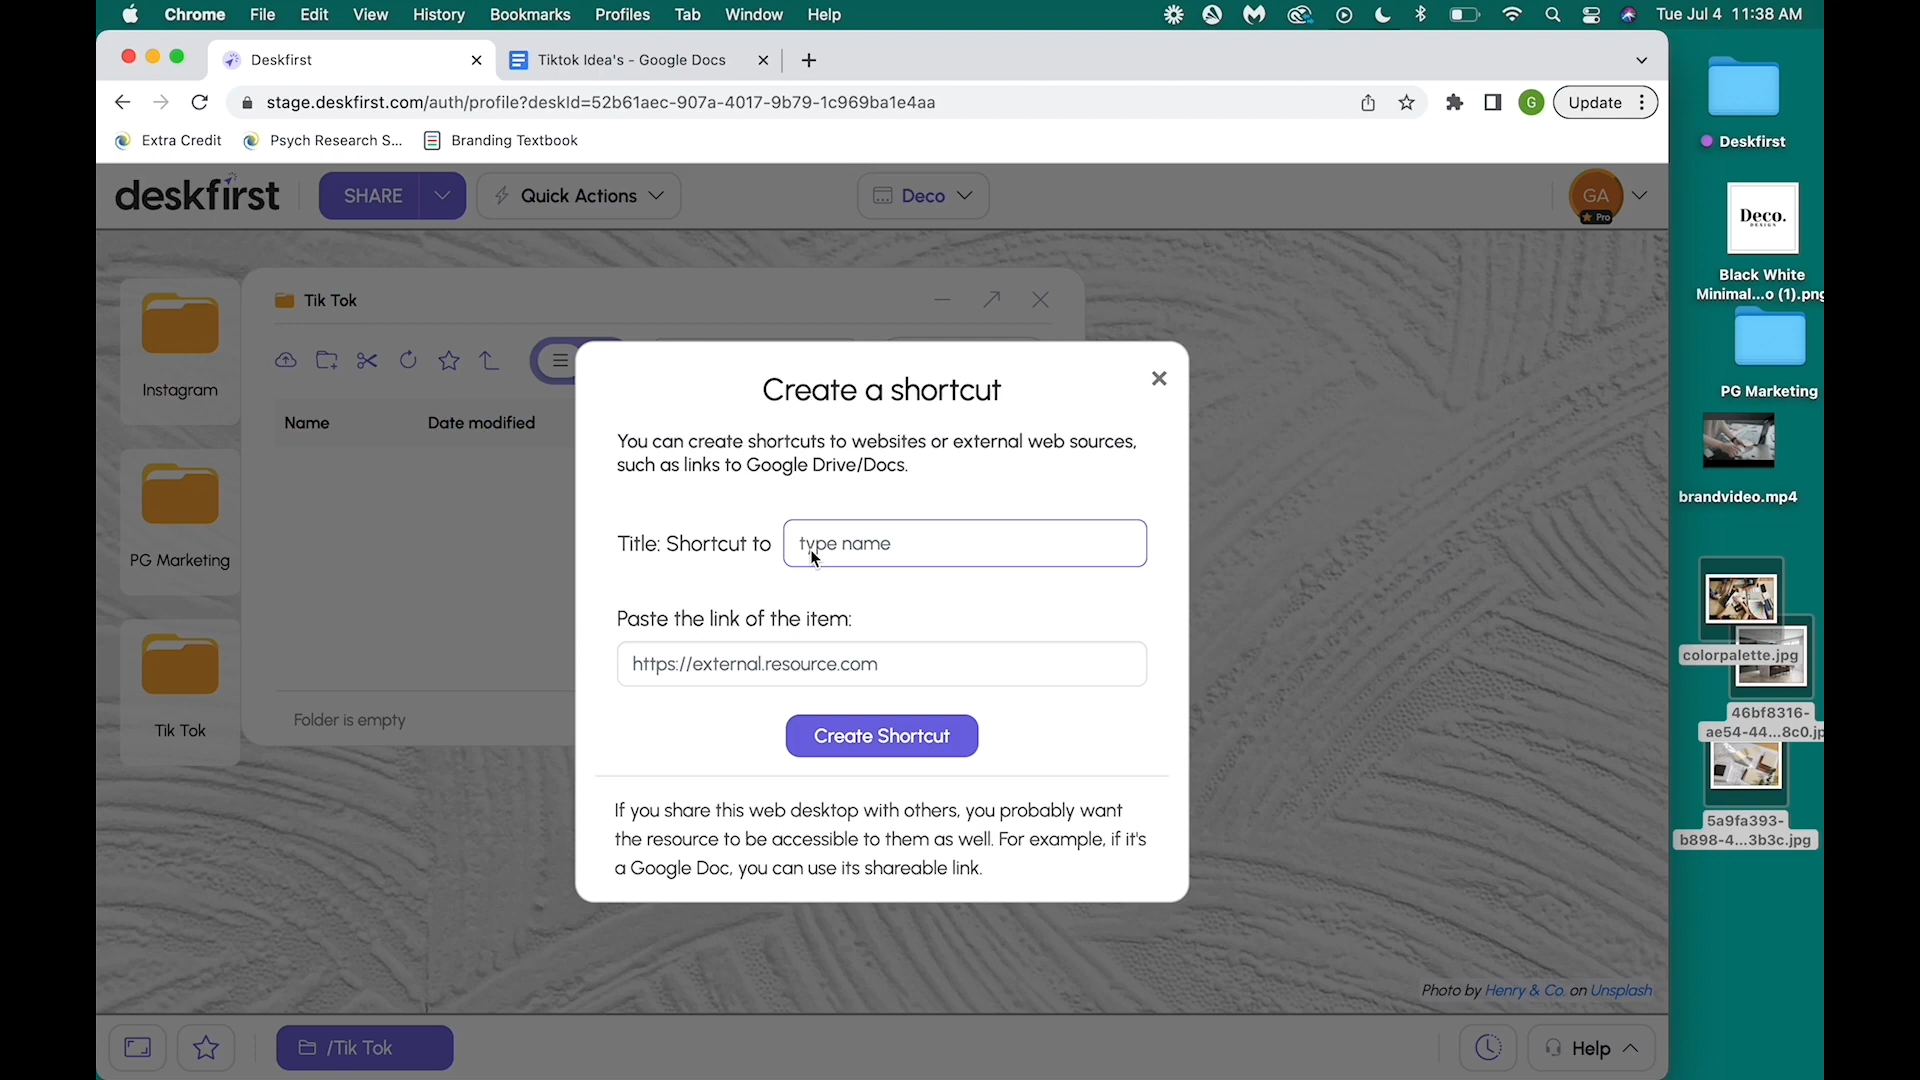 Chrome File Edit View History Bookmarks Profiles Tab Window Help Tue Jul 4 11:38 AM
Deskfirst
Tiktok Idea's - Google Docs
stage.deskfirst.com/auth/profile?deskId=52b61aec-907a-4017-9b79-1c969ba1e4aa
G
Update
Extra Credit
Psych Research S...
Branding Textbook
deskfirst
SHARE
Quick Actions
Deco
GA
Pro
Instagram
PG Marketing
Tik Tok
Tik Tok
Name
Date modified
Folder is empty
Create a shortcut
You can create shortcuts to websites or external web sources,
such as links to Google Drive/Docs.
Title: Shortcut to
type name
Paste the link of the item:
https://external.resource.com
Create Shortcut
If you share this web desktop with others, you probably want
the resource to be accessible to them as well. For example, if it's
a Google Doc, you can use its shareable link.
Photo by Henry & Co. on Unsplash
/Tik Tok
Help
Deskfirst
Deco.
DESIGN
Black White
Minimal...o (1).png
PG Marketing
brandvideo.mp4
colorpalette.jpg
46bf8316-
ae54-44...8c0.jp
5a9fa393-
b898-4...3b3c.jpg